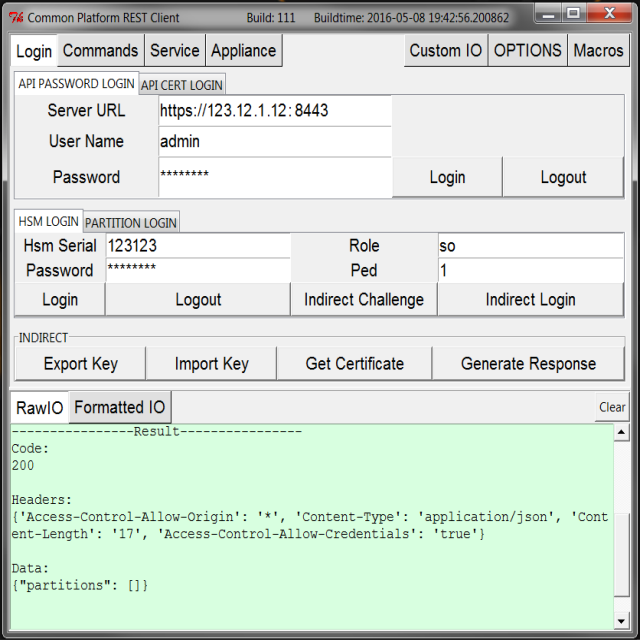 Common Platform REST Client Build: 111 Buildtime: 2016-05-08 19:42:56.200862
Login Commands Service Appliance Custom IO OPTIONS Macros
API PASSWORD LOGIN API CERT LOGIN
Server URL https://123.12.1.12:8443
User Name admin
Password ******** Login Logout
HSM LOGIN PARTITION LOGIN
Hsm Serial 123123 Role so
Password ******** Ped 1
Login Logout Indirect Challenge Indirect Login
INDIRECT
Export Key Import Key Get Certificate Generate Response
RawIO Formatted IO Clear
----------------Result----------------
Code:
200
Headers:
{'Access-Control-Allow-Origin': '*', 'Content-Type': 'application/json', 'Cont
ent-Length': '17', 'Access-Control-Allow-Credentials': 'true'}
Data:
{"partitions": []}